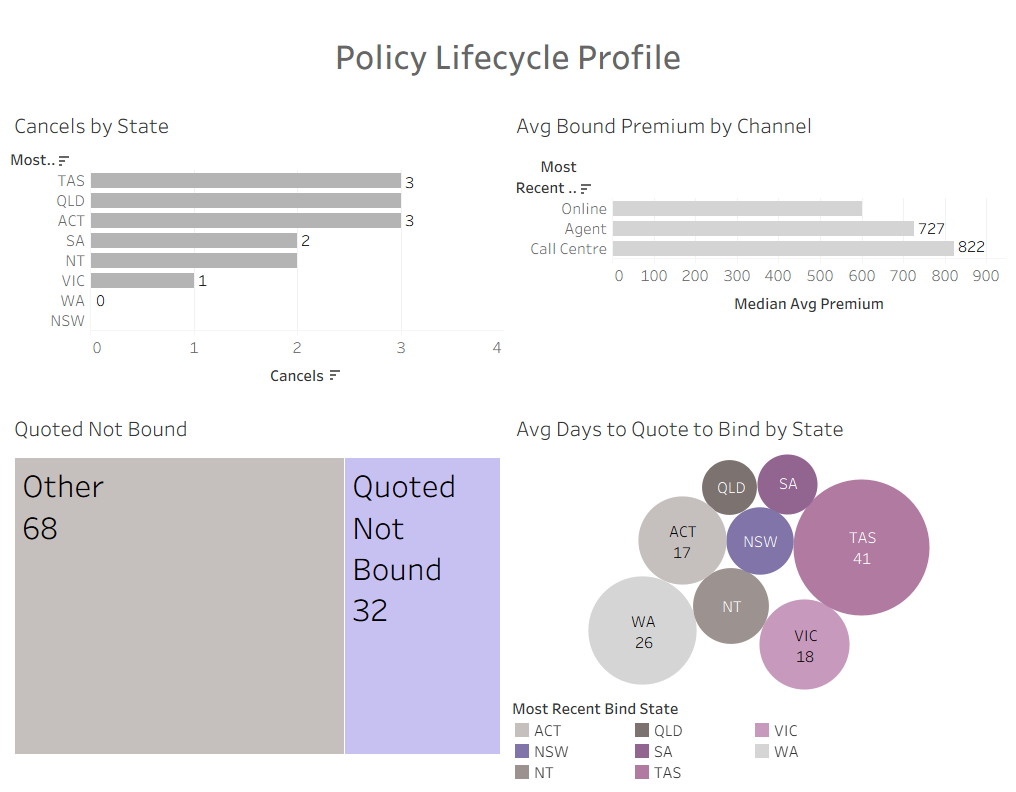 Policy Lifecycle Profile
Cancels by State
Most..
TAS 3
QLD
ACT 3
SA 2
NT
VIC 1
WA 0
NSW
0 1 2 3 4
Cancels
Avg Bound Premium by Channel
Most
Recent ..
Online
Agent 727
Call Centre 822
0 100 200 300 400 500 600 700 800 900
Median Avg Premium
Quoted Not Bound
Other
68
Quoted
Not
Bound
32
Avg Days to Quote to Bind by State
QLD
SA
ACT
17
NSW
TAS
41
NT
WA
26
VIC
18
Most Recent Bind State
ACT QLD VIC
NSW SA WA
NT TAS